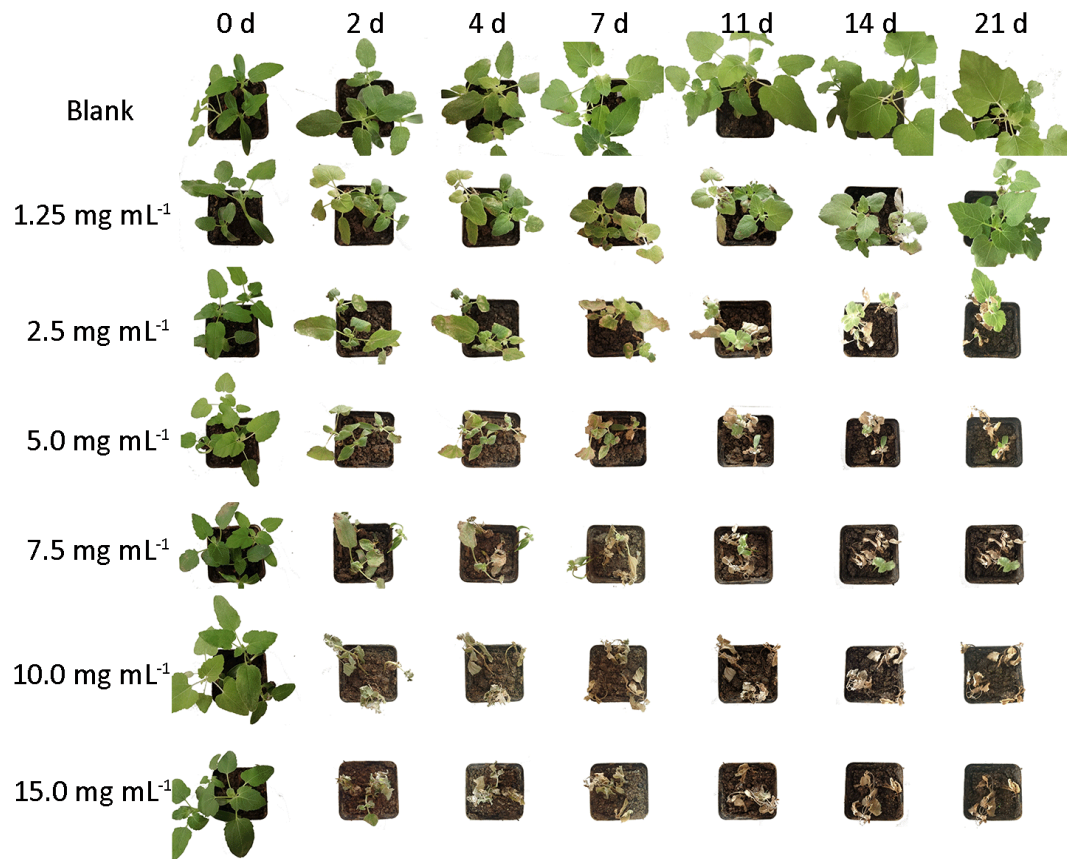 0 d 2 d 4 d 7 d 11 d 14 d 21 d
Blank
1.25 mg mL⁻¹
2.5 mg mL⁻¹
5.0 mg mL⁻¹
7.5 mg mL⁻¹
10.0 mg mL⁻¹
15.0 mg mL⁻¹